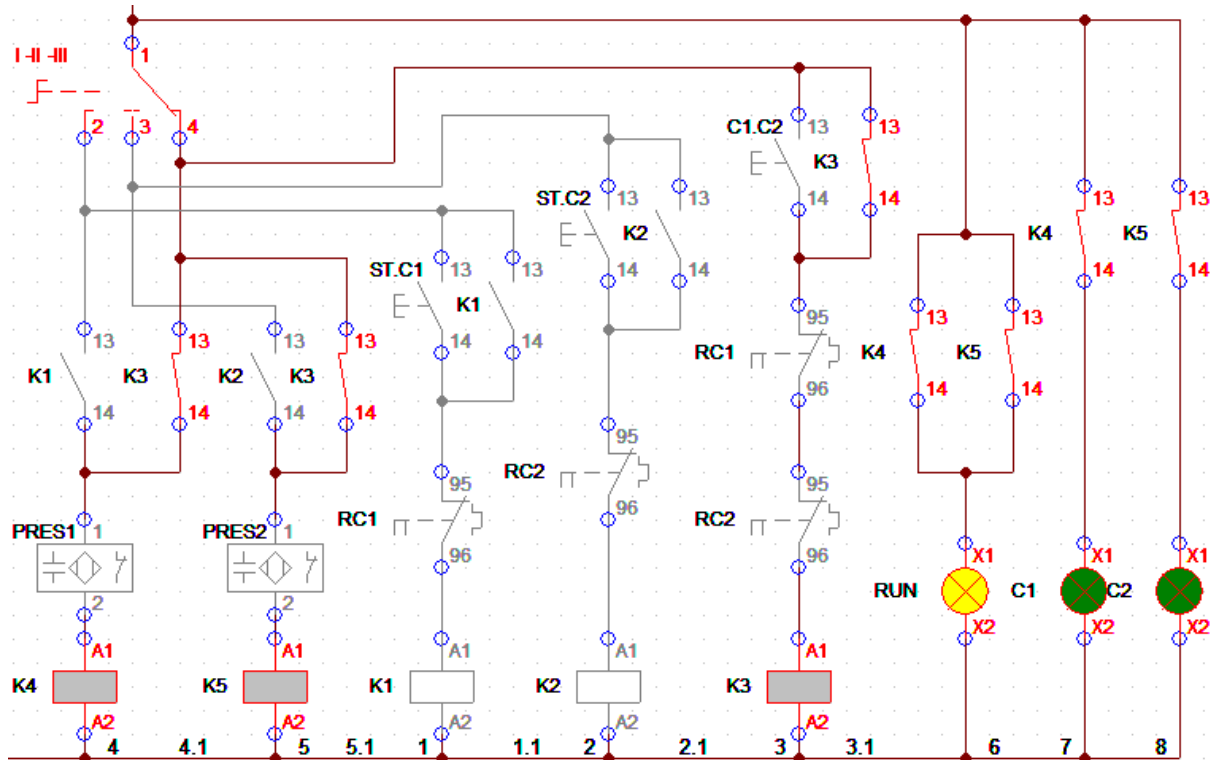 1
I -II -III
2 3 4
C1.C2 13 K3 13
14 14
ST.C2 13 K2 13
14 14
13 K4 13 K5
14 14
ST.C1 13 K1 13
14 14
13 K1 13 K3 13 K2 13 K3
14 14 14 14
95 RC1
96
13 K4 13 K5
14 14
95 RC2
96
95 RC1
96
95 RC2
96
PRES1 1 PRES2 1
2 2
X1 X1 X1
RUN C1 C2
X2 X2 X2
A1 A1 A1 A1 A1
K4 K5 K1 K2 K3
A2 A2 A2 A2 A2
4 4.1 5 5.1 1 1.1 2 2.1 3 3.1 6 7 8